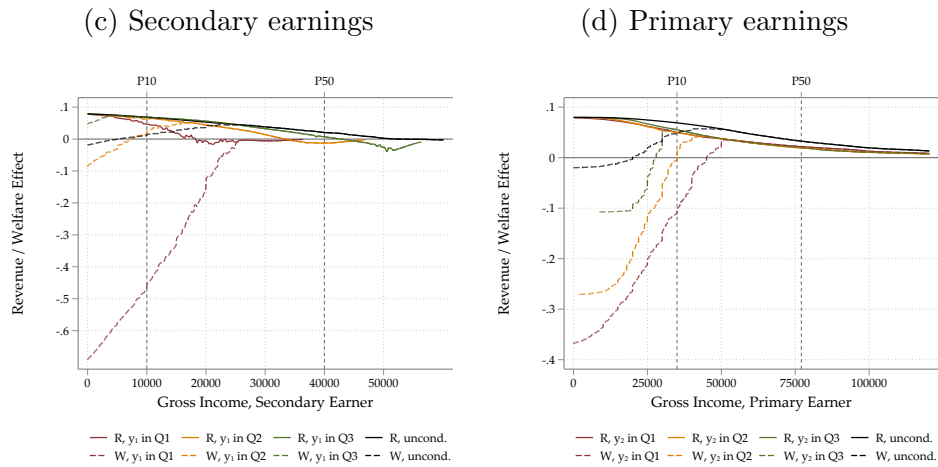 (c) Secondary earnings
P10 P50
.1
0
-.1
-.2
-.3
-.4
-.5
-.6
Revenue / Welfare Effect
0 10000 20000 30000 40000 50000
Gross Income, Secondary Earner
R, y₁ in Q1 R, y₁ in Q2 R, y₁ in Q3 R, uncond.
W, y₁ in Q1 W, y₁ in Q2 W, y₁ in Q3 W, uncond.
(d) Primary earnings
P10 P50
.1
0
-.1
-.2
-.3
-.4
Revenue / Welfare Effect
0 25000 50000 75000 100000
Gross Income, Primary Earner
R, y₂ in Q1 R, y₂ in Q2 R, y₂ in Q3 R, uncond.
W, y₂ in Q1 W, y₂ in Q2 W, y₂ in Q3 W, uncond.